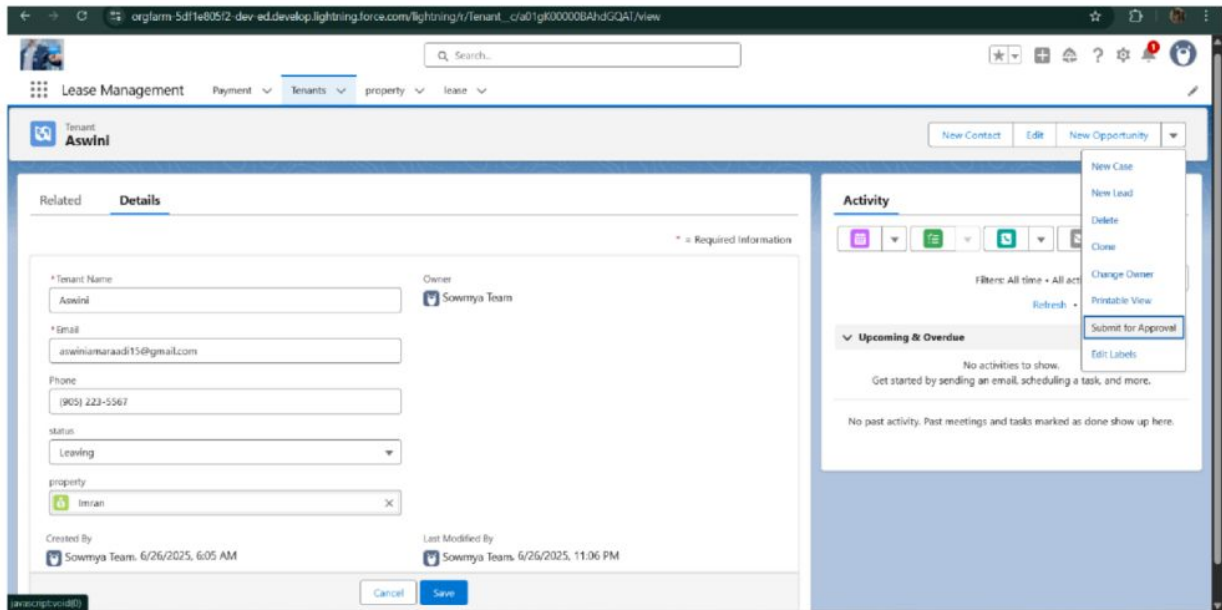 orgfarm-5df1e805f2-dev-ed.develop.lightning.force.com/lightning/r/Tenant__c/a01gK00000BAhdGQAT/view
Search...
1
Lease Management Payment Tenants property lease
Tenant
Aswini
New Contact Edit New Opportunity
New Case
New Lead
Delete
Clone
Change Owner
Printable View
Submit for Approval
Edit Labels
Related Details
* = Required Information
*Tenant Name
Aswini
Owner
Sowmya Team
*Email
aswiniamaraadi15@gmail.com
Phone
(905) 223-5567
status
Leaving
property
Imran
Created By
Sowmya Team, 6/26/2025, 6:05 AM
Last Modified By
Sowmya Team, 6/26/2025, 11:06 PM
Cancel Save
Activity
Filters: All time • All acti
Refresh •
Upcoming & Overdue
No activities to show.
Get started by sending an email, scheduling a task, and more.
No past activity. Past meetings and tasks marked as done show up here.
javascript:void(0)